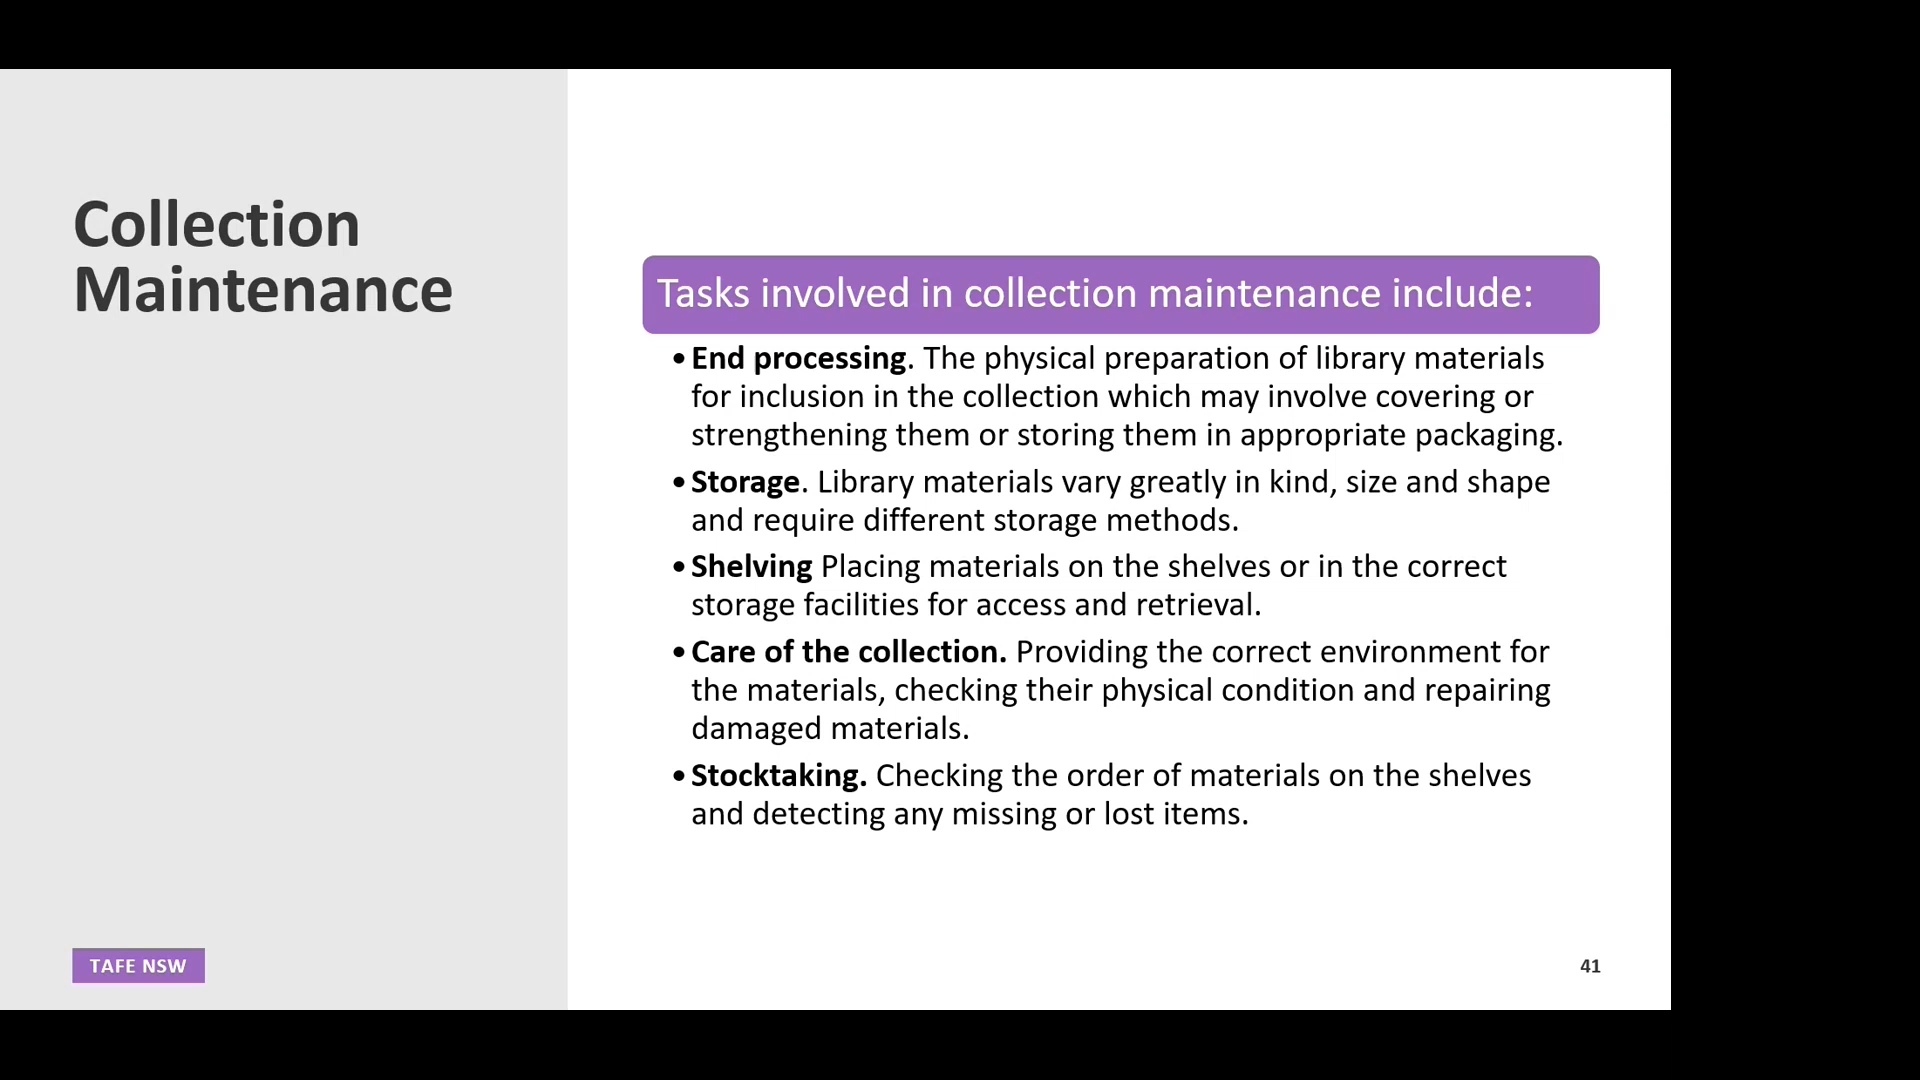 Collection
Maintenance
Tasks involved in collection maintenance include:
•End processing. The physical preparation of library materials
for inclusion in the collection which may involve covering or
strengthening them or storing them in appropriate packaging.
•Storage. Library materials vary greatly in kind, size and shape
and require different storage methods.
•Shelving Placing materials on the shelves or in the correct
storage facilities for access and retrieval.
•Care of the collection. Providing the correct environment for
the materials, checking their physical condition and repairing
damaged materials.
•Stocktaking. Checking the order of materials on the shelves
and detecting any missing or lost items.
TAFE NSW
41